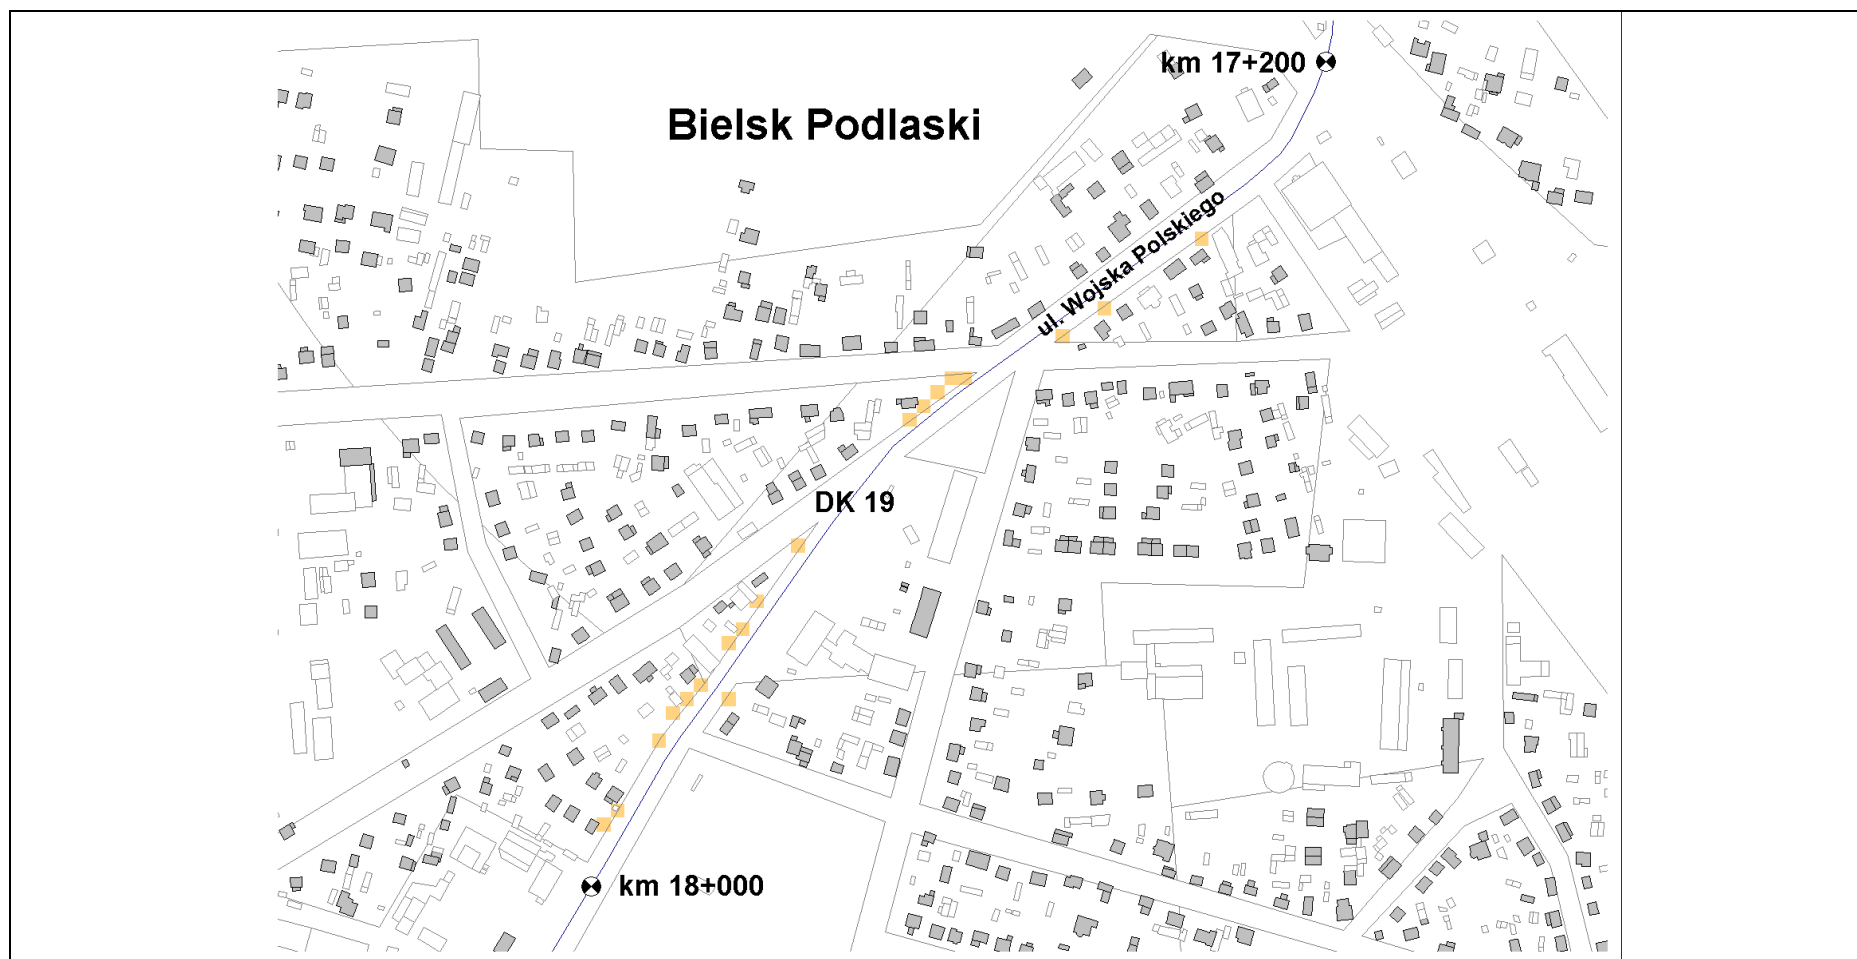 km 17+200
Bielsk Podlaski
ul. Wojska Polskiego
DK 19
km 18+000